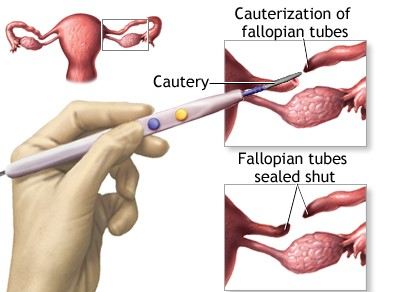 Cauterization of
fallopian tubes
Cautery
Fallopian tubes
sealed shut